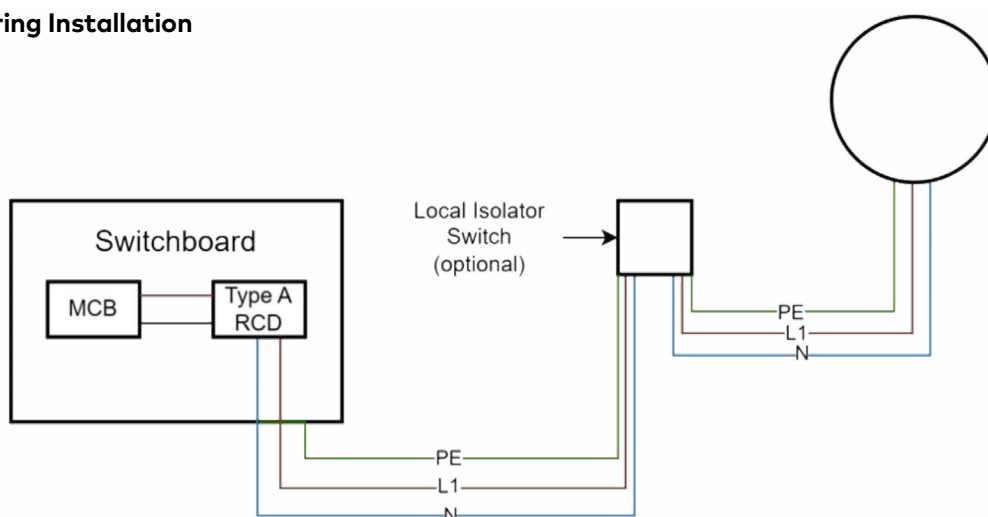 ring Installation
Switchboard
MCB
Type A
RCD
Local Isolator
Switch
(optional)
PE
L1
N
PE
L1
N